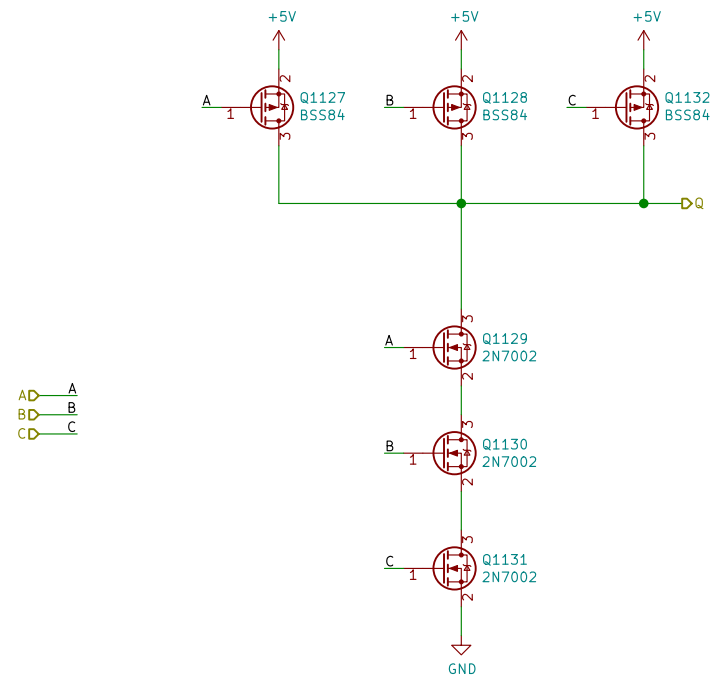 +5V +5V +5V
2 2 2
A Q1127 B Q1128 C Q1132
1 BSS84 1 BSS84 1 BSS84
3 3 3
Q
3
A Q1129
1 2N7002
2
A A
B B
C C
3
B Q1130
1 2N7002
2
3
C Q1131
1 2N7002
2
GND